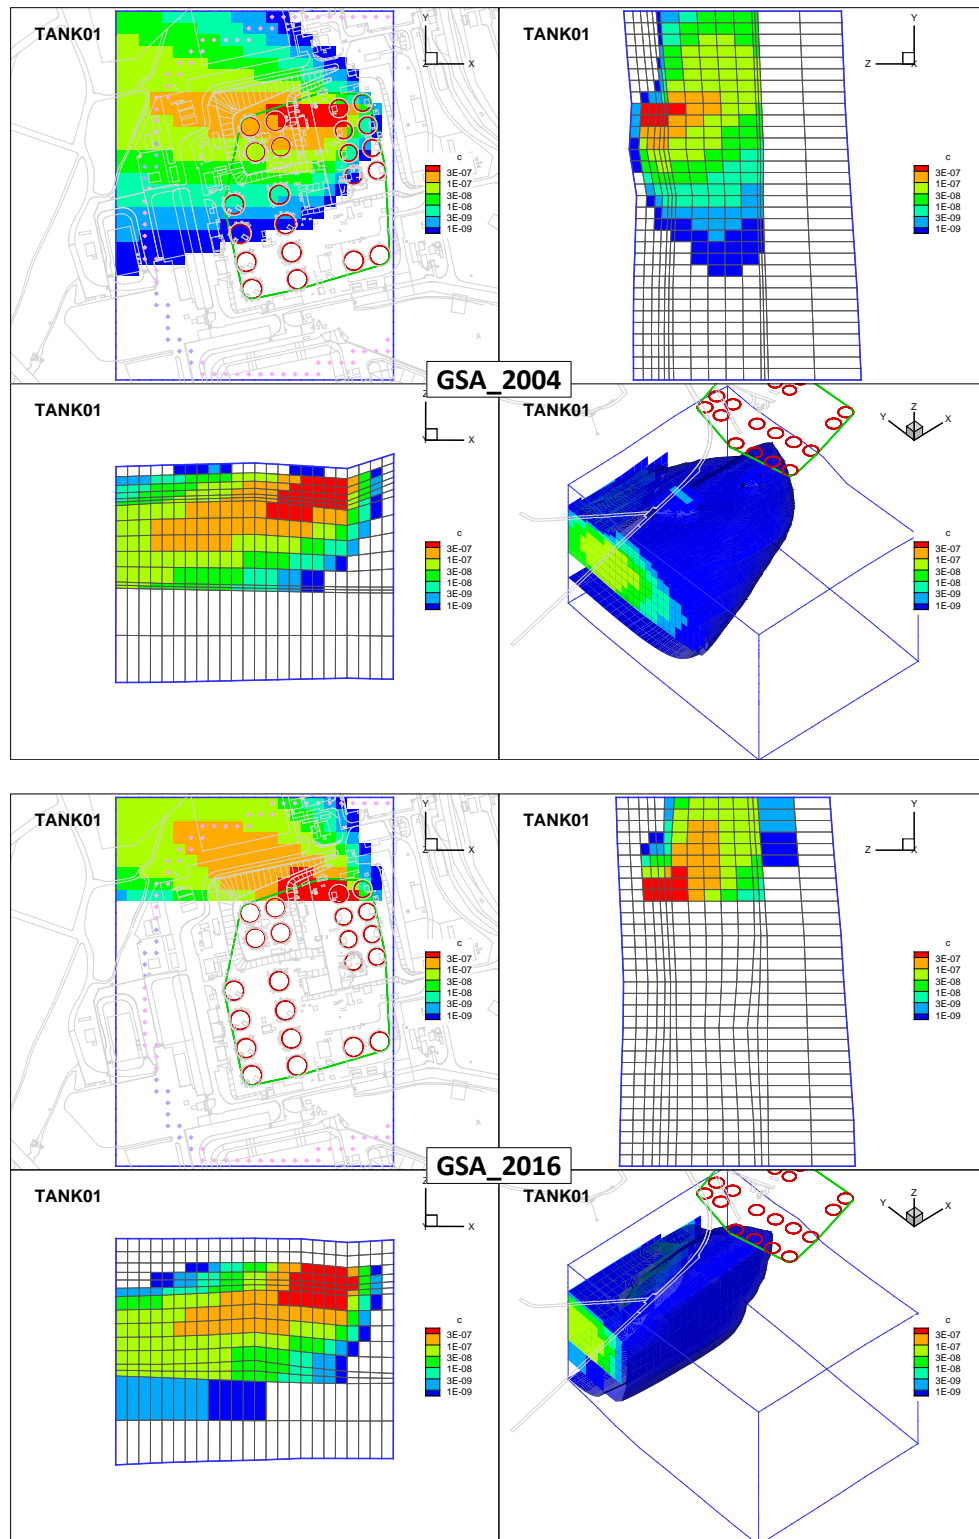 TANK01
Y
Z
X
c
3E-07
1E-07
3E-08
1E-08
3E-09
1E-09
TANK01
Y
Z
X
c
3E-07
1E-07
3E-08
1E-08
3E-09
1E-09
GSA_2004
TANK01
Z
Y
X
c
3E-07
1E-07
3E-08
1E-08
3E-09
1E-09
TANK01
Z
Y
X
c
3E-07
1E-07
3E-08
1E-08
3E-09
1E-09
TANK01
Y
Z
X
c
3E-07
1E-07
3E-08
1E-08
3E-09
1E-09
TANK01
Y
Z
X
c
3E-07
1E-07
3E-08
1E-08
3E-09
1E-09
GSA_2016
TANK01
Z
Y
X
c
3E-07
1E-07
3E-08
1E-08
3E-09
1E-09
TANK01
Z
Y
X
c
3E-07
1E-07
3E-08
1E-08
3E-09
1E-09